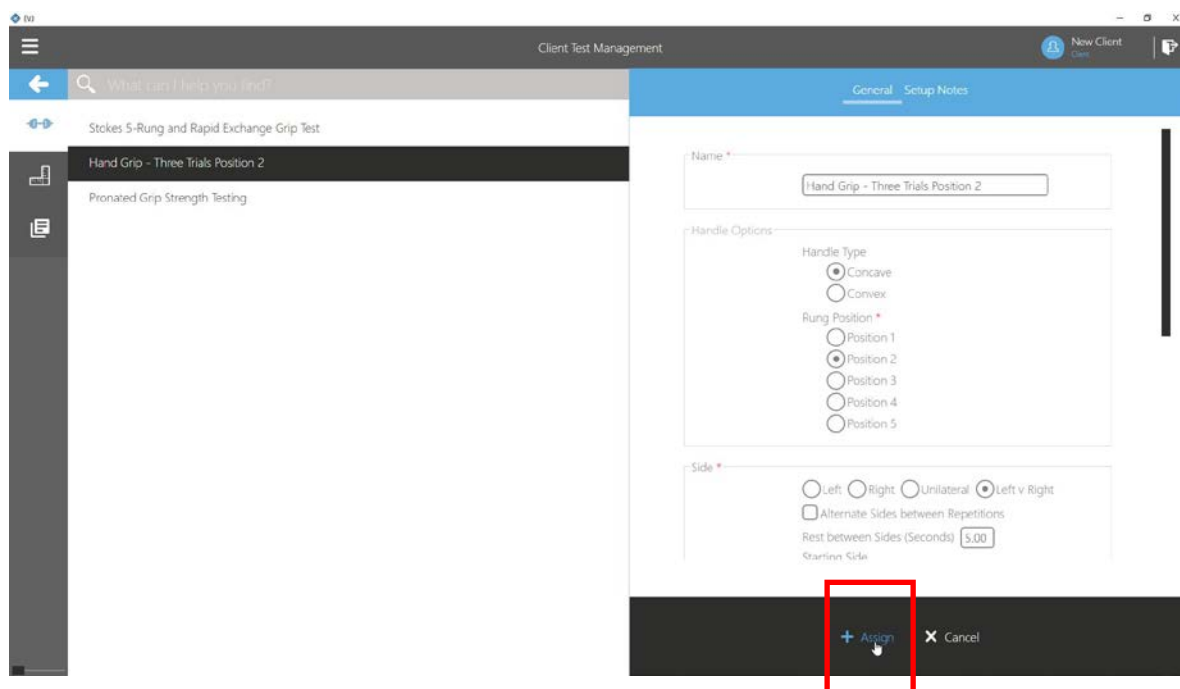 (V)
Client Test Management
New Client
What can I help you find?
General Setup Notes
Stokes 5-Rung and Rapid Exchange Grip Test
Hand Grip - Three Trials Position 2
Pronated Grip Strength Testing
Name *
Hand Grip - Three Trials Position 2
Handle Options
Handle Type
Concave
Convex
Rung Position *
Position 1
Position 2
Position 3
Position 4
Position 5
Side *
Left Right Unilateral Left v Right
Alternate Sides between Repetitions
Rest between Sides (Seconds) 5.00
Starting Side
+ Assign X Cancel